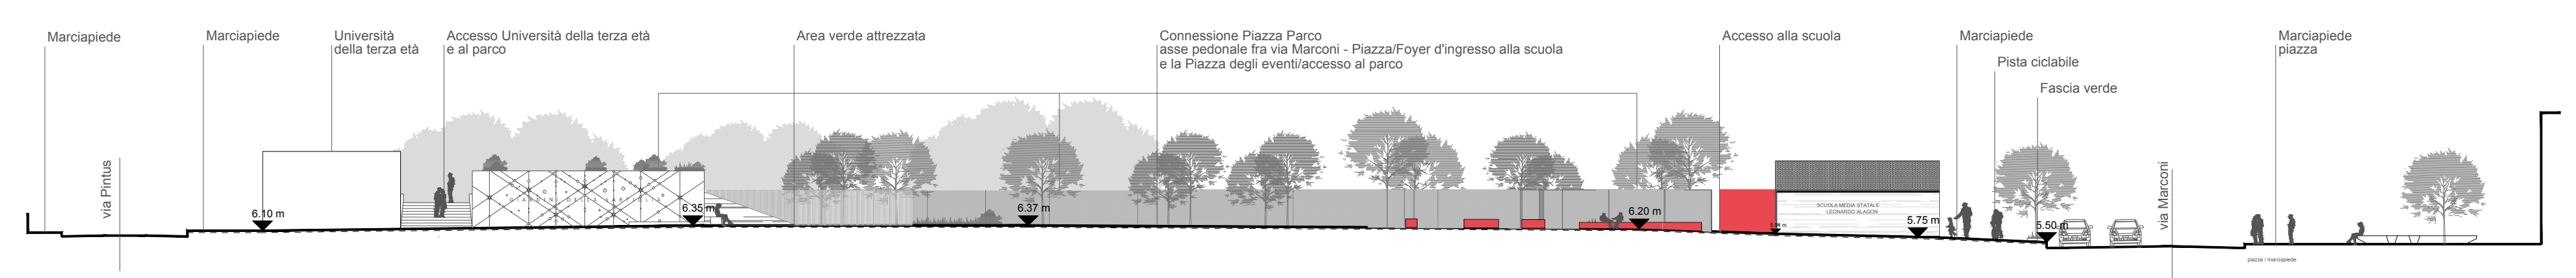 Marciapiede
Marciapiede
Università
della terza età
Accesso Università della terza età
e al parco
Area verde attrezzata
Connessione Piazza Parco
asse pedonale fra via Marconi - Piazza/Foyer d'ingresso alla scuola
e la Piazza degli eventi/accesso al parco
Accesso alla scuola
Marciapiede
Pista ciclabile
Fascia verde
Marciapiede
piazza
via Pintus
6.10 m
GIARDINO DELLA SARTIGLIA
6.35 m
6.37 m
6.20 m
SCUOLA MEDIA STATALE
LEONARDO ALAGON
5.75 m
5.50 m
via Marconi
piazza / marciapiede